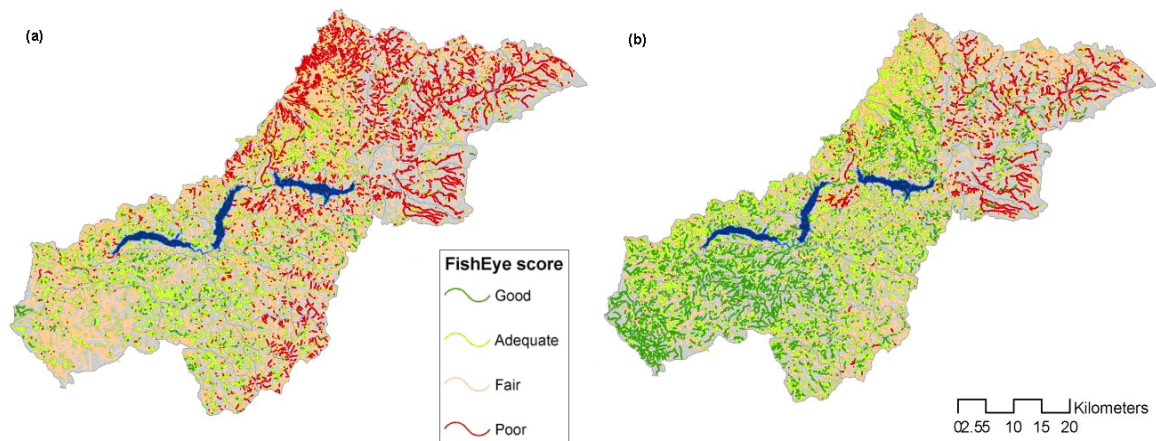 (a)
(b)
FishEye score
Good
Adequate
Fair
Poor
Kilometers
02.55 10 15 20